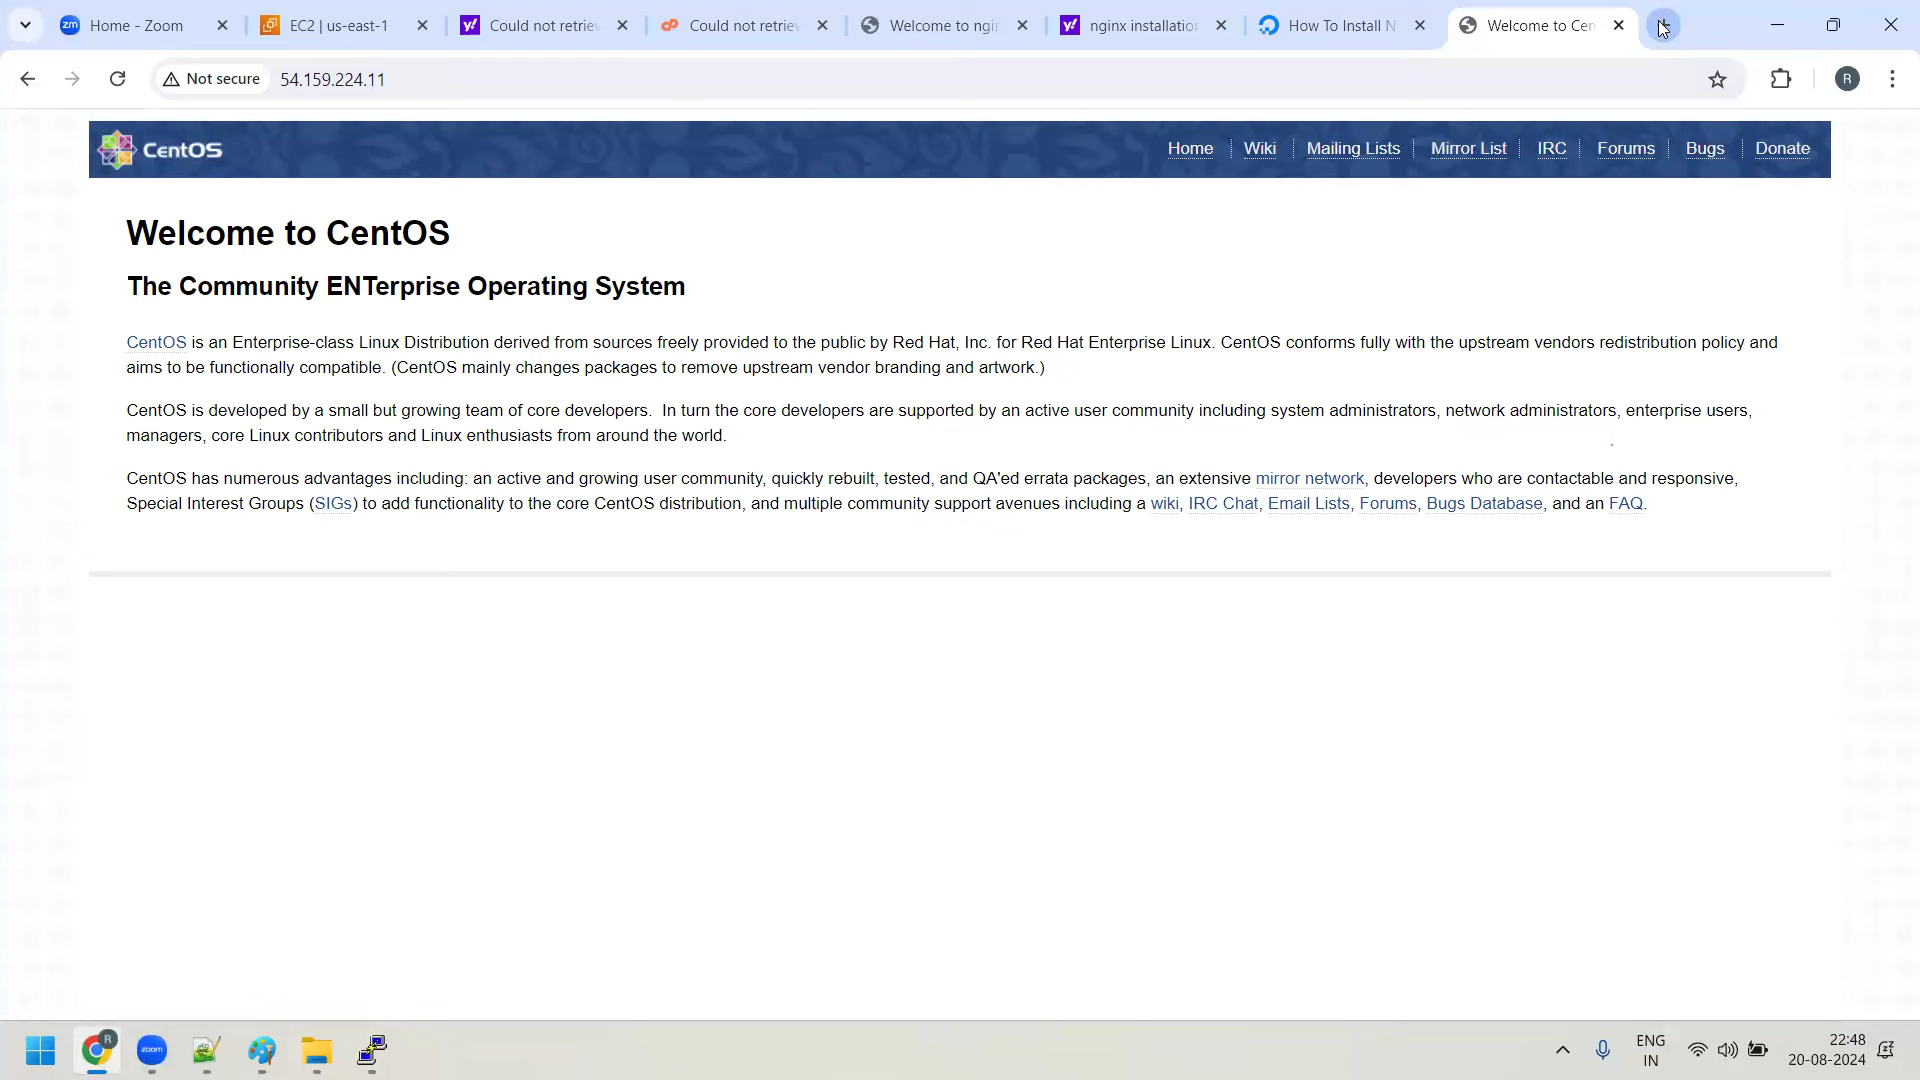 Home - Zoom
EC2 | us-east-1
Could not retriev
Could not retriev
Welcome to ngin
nginx installation
How To Install N
Welcome to Cen
Not secure
54.159.224.11
R
CentOS
Home
Wiki
Mailing Lists
Mirror List
IRC
Forums
Bugs
Donate
Welcome to CentOS
The Community ENTerprise Operating System
CentOS is an Enterprise-class Linux Distribution derived from sources freely provided to the public by Red Hat, Inc. for Red Hat Enterprise Linux. CentOS conforms fully with the upstream vendors redistribution policy and
aims to be functionally compatible. (CentOS mainly changes packages to remove upstream vendor branding and artwork.)
CentOS is developed by a small but growing team of core developers.  In turn the core developers are supported by an active user community including system administrators, network administrators, enterprise users,
managers, core Linux contributors and Linux enthusiasts from around the world.
CentOS has numerous advantages including: an active and growing user community, quickly rebuilt, tested, and QA'ed errata packages, an extensive mirror network, developers who are contactable and responsive,
Special Interest Groups (SIGs) to add functionality to the core CentOS distribution, and multiple community support avenues including a wiki, IRC Chat, Email Lists, Forums, Bugs Database, and an FAQ.
R
zoom
ENG
IN
22:48
20-08-2024